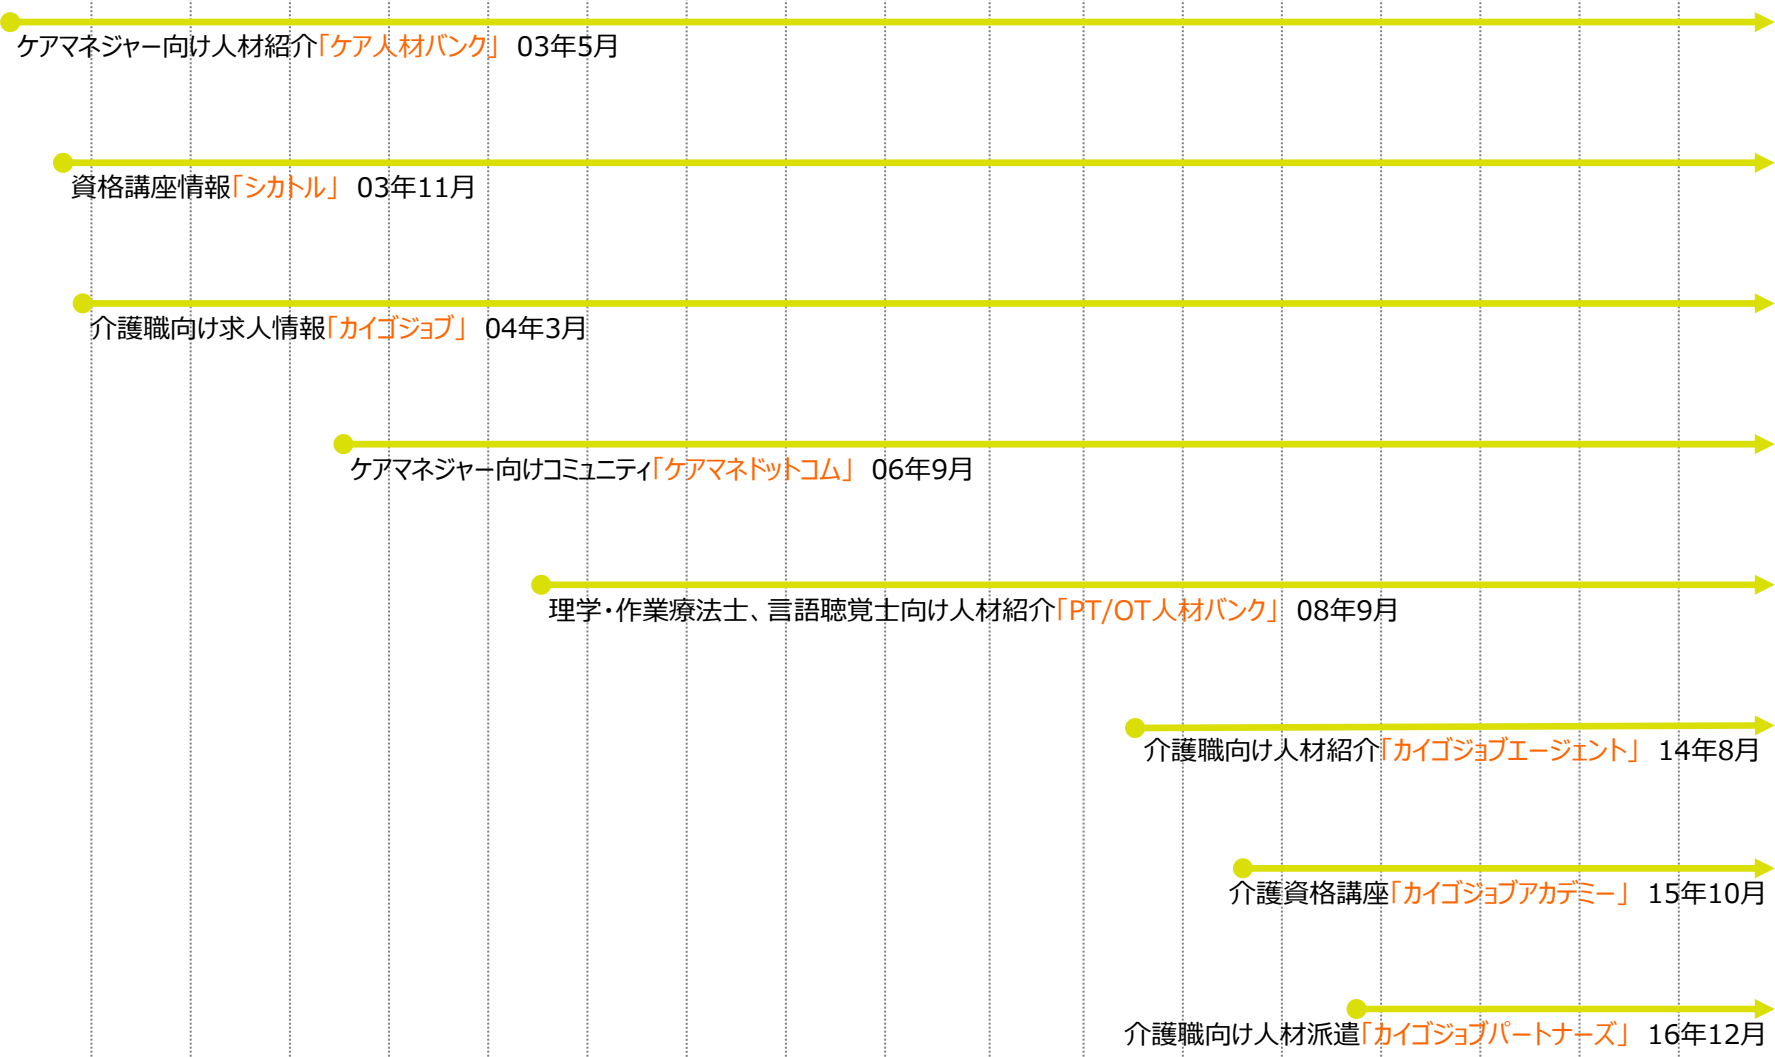 ケアマネジャー向け人材紹介「ケア人材バンク」 03年5月
資格講座情報「シカトル」 03年11月
介護職向け求人情報「カイゴジョブ」 04年3月
ケアマネジャー向けコミュニティ「ケアマネドットコム」 06年9月
理学・作業療法士、言語聴覚士向け人材紹介「PT/OT人材バンク」 08年9月
介護職向け人材紹介「カイゴジョブエージェント」 14年8月
介護資格講座「カイゴジョブアカデミー」 15年10月
介護職向け人材派遣「カイゴジョブパートナーズ」 16年12月